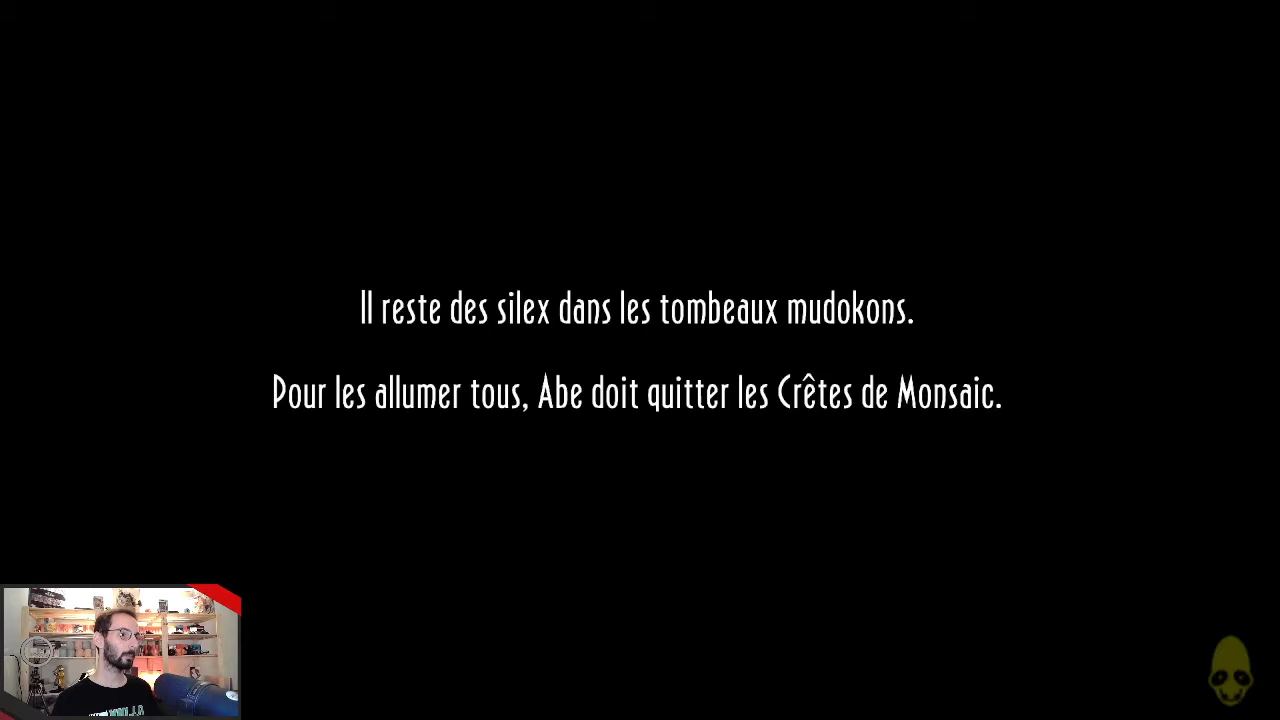 Il reste des silex dans les tombeaux mudokons.
Pour les allumer tous, Abe doit quitter les Crêtes de Monsaic.